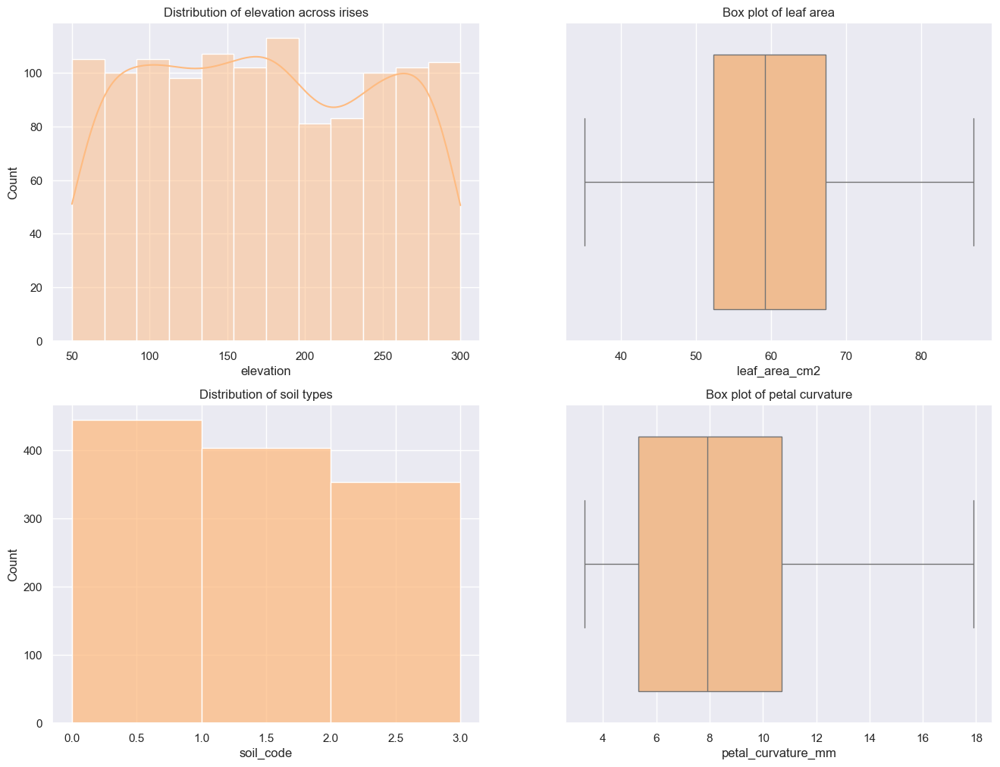 Distribution of elevation across irises
Count
100
80
60
40
20
0
50 100 150 200 250 300
elevation
Box plot of leaf area
40 50 60 70 80
leaf_area_cm2
Distribution of soil types
Count
400
300
200
100
0
0.0 0.5 1.0 1.5 2.0 2.5 3.0
soil_code
Box plot of petal curvature
4 6 8 10 12 14 16 18
petal_curvature_mm